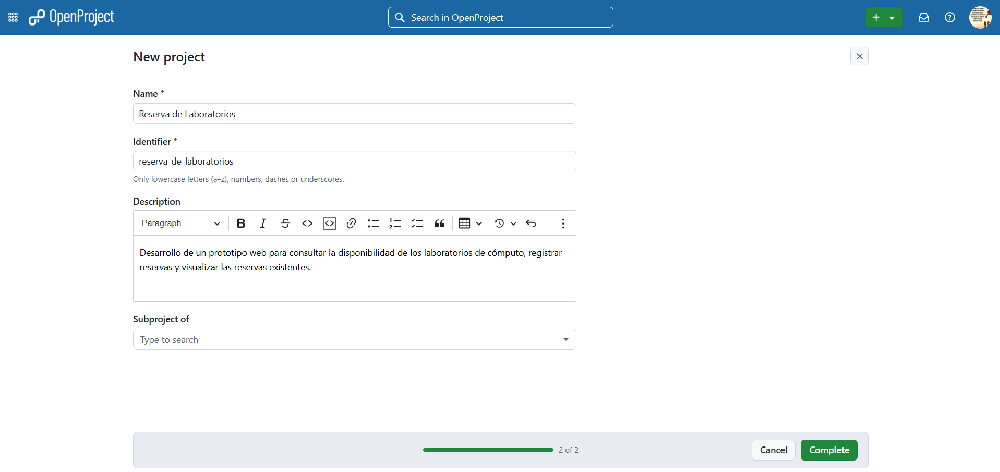 OpenProject
Search in OpenProject
New project
Name *
Reserva de Laboratorios
Identifier *
reserva-de-laboratorios
Only lowercase letters (a–z), numbers, dashes or underscores.
Description
Paragraph
Desarrollo de un prototipo web para consultar la disponibilidad de los laboratorios de cómputo, registrar
reservas y visualizar las reservas existentes.
Subproject of
Type to search
2 of 2
Cancel
Complete